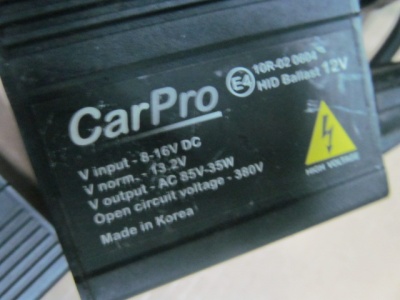 CarPro
E4
10R-02 0664
HID Ballast 12V
V input - 8-16V DC
V norm. - 13.2V
V output - AC 85V-35W
Open circuit voltage - 380V
Made in Korea
HIGH VOLTAGE